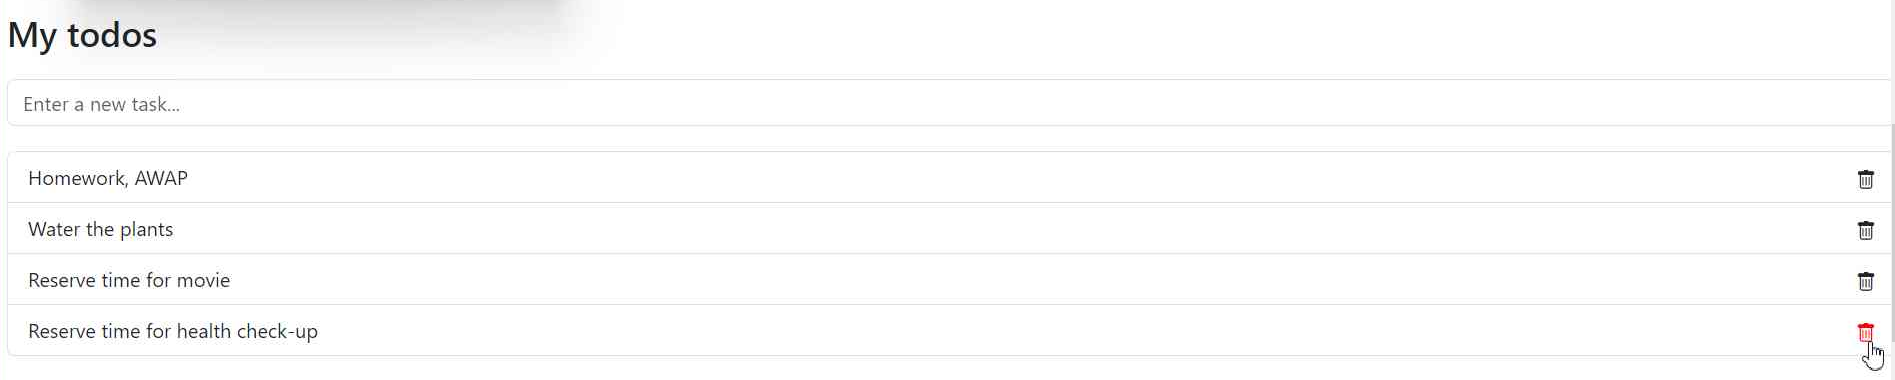 My todos
Enter a new task...
Homework, AWAP
Water the plants
Reserve time for movie
Reserve time for health check-up